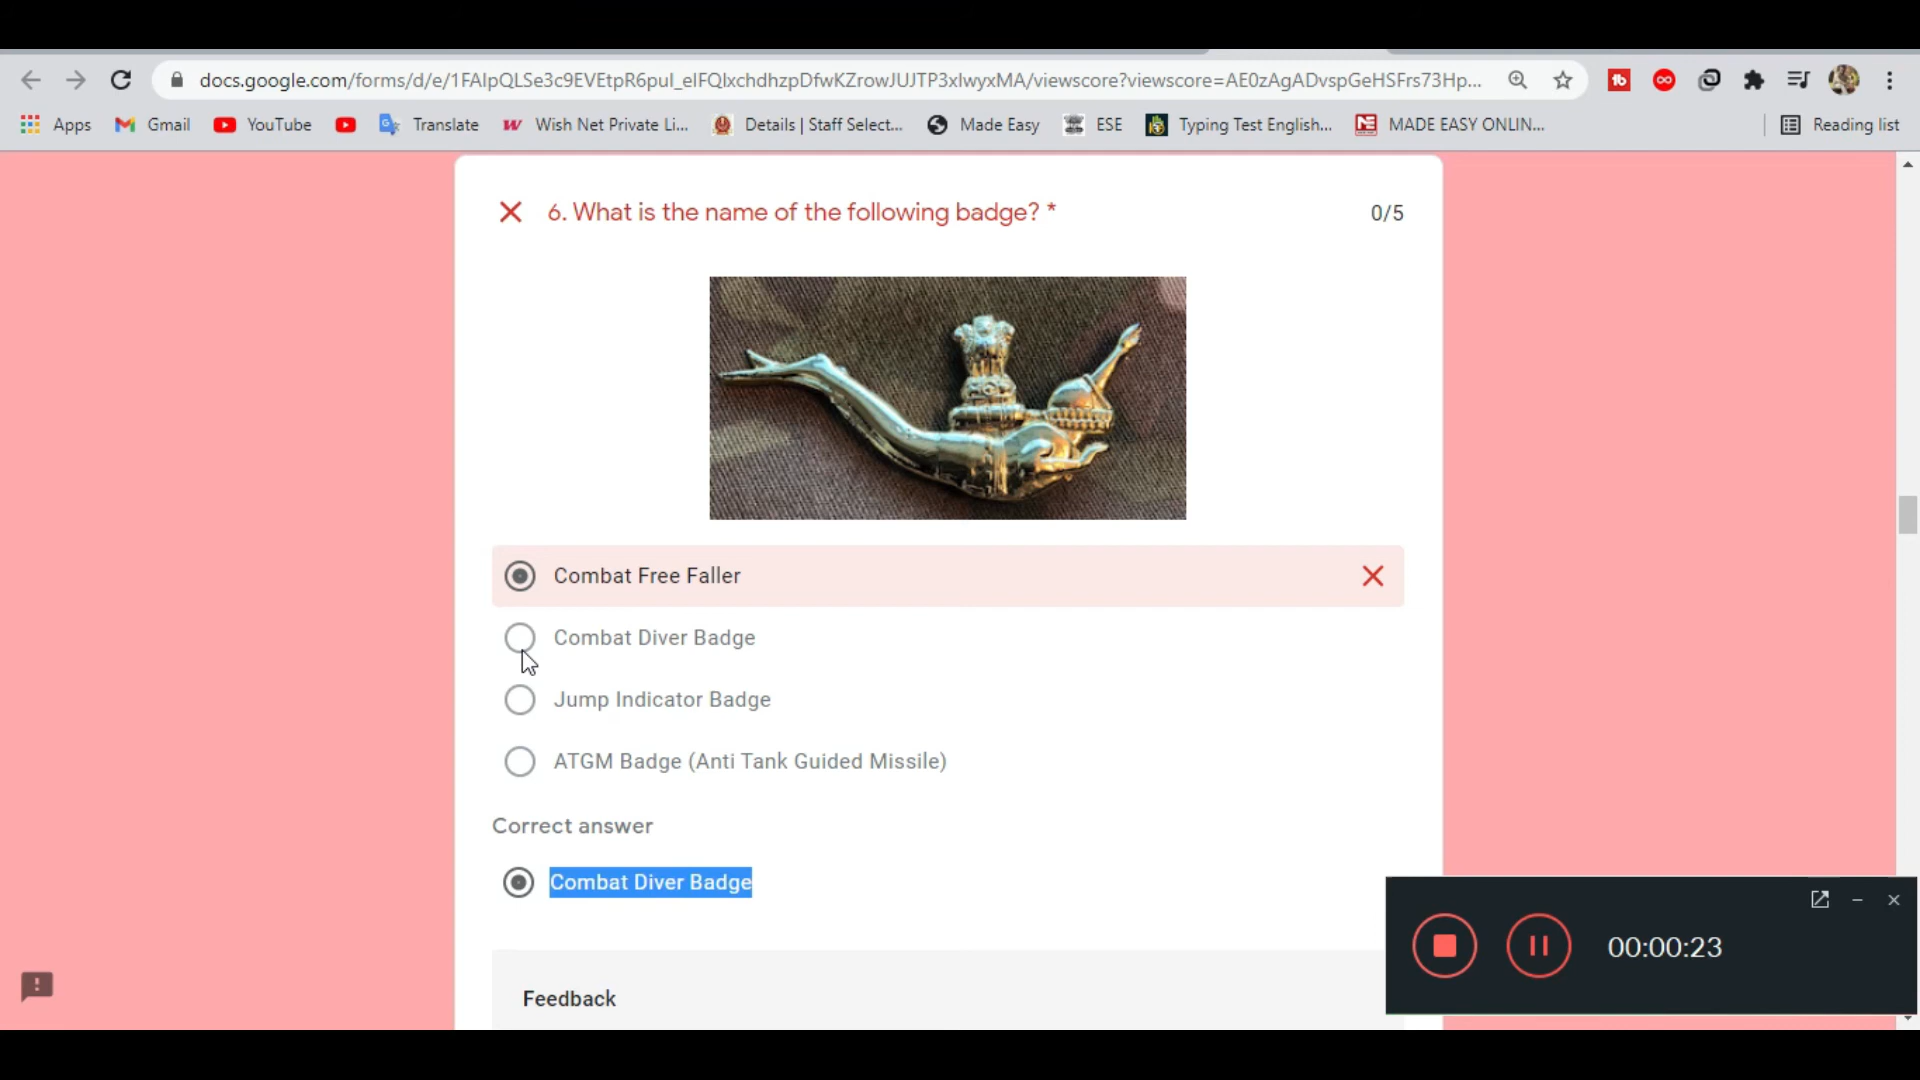 docs.google.com/forms/d/e/1FAIpQLSe3c9EVEtpR6pul_elFQlxchdhzpDfwKZrowJUJTP3xlwyxMA/viewscore?viewscore=AE0zAgADvspGeHSFrs73Hp...
Apps Gmail YouTube Translate Wish Net Private Li... Details | Staff Select... Made Easy ESE Typing Test English... MADE EASY ONLIN... Reading list
6. What is the name of the following badge? * 0/5
Combat Free Faller
Combat Diver Badge
Jump Indicator Badge
ATGM Badge (Anti Tank Guided Missile)
Correct answer
Combat Diver Badge
00:00:23
Feedback